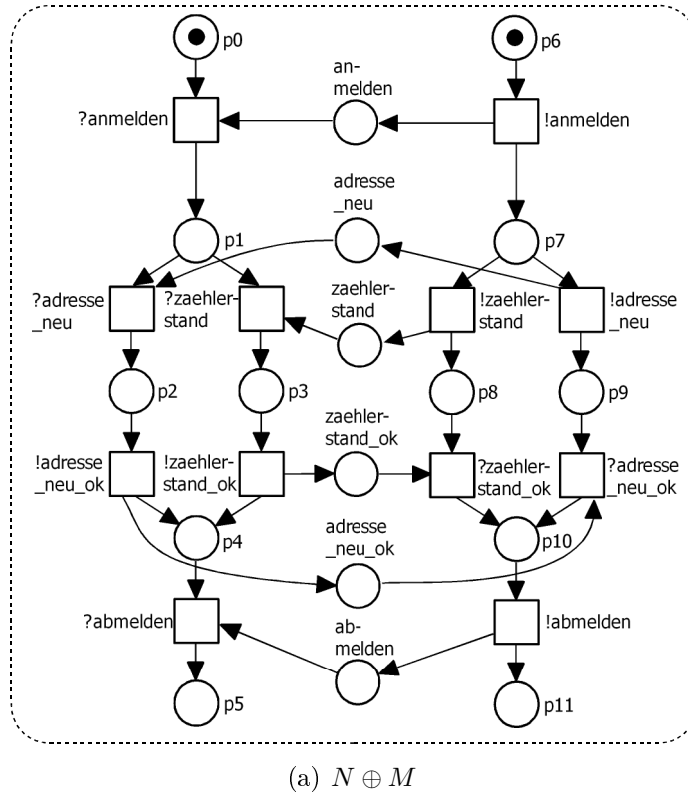 p0
p6
an-
melden
?anmelden
!anmelden
adresse
_neu
p1
p7
?adresse
_neu
?zaehler-
stand
zaehler-
stand
!zaehler-
stand
!adresse
_neu
p2
p3
p8
p9
zaehler-
stand_ok
!adresse
_neu_ok
!zaehler-
stand_ok
?zaehler-
stand_ok
?adresse
_neu_ok
p4
adresse
_neu_ok
p10
?abmelden
ab-
melden
!abmelden
p5
p11
(a) N ⊕ M